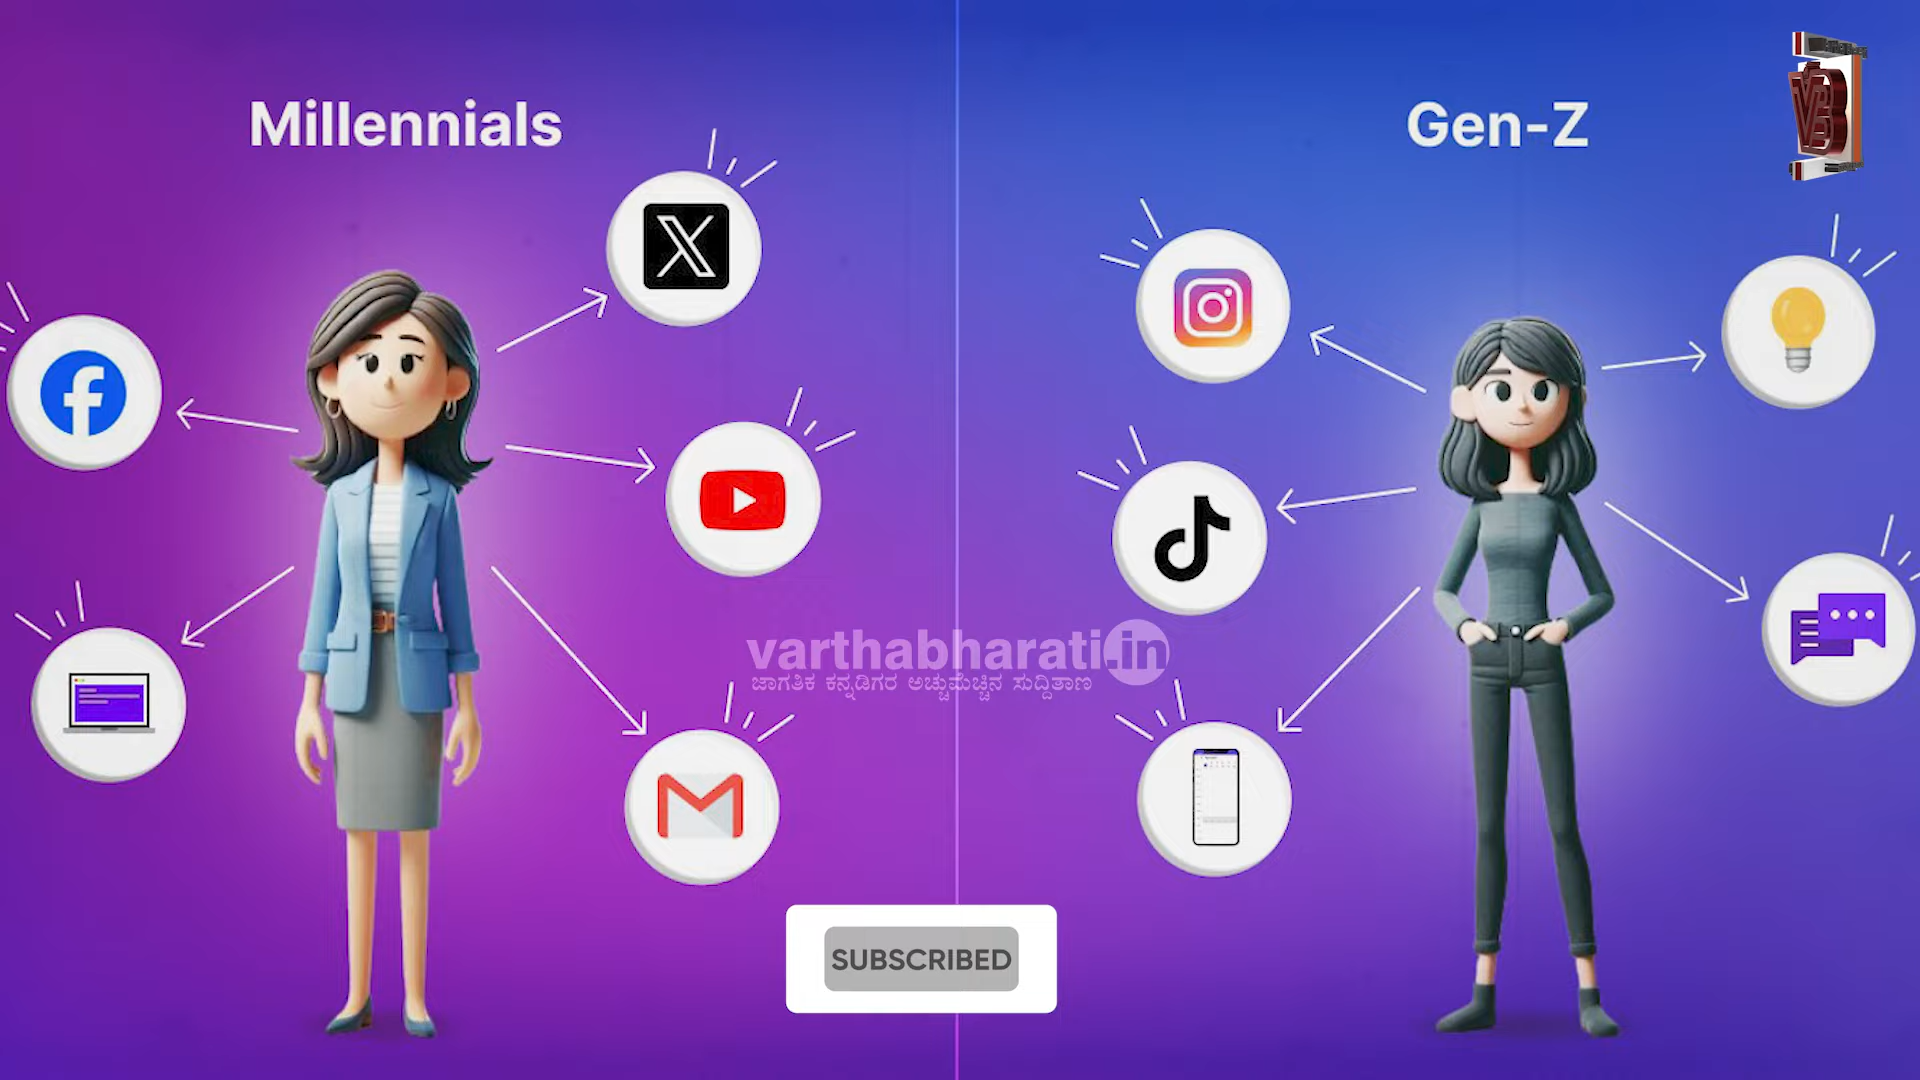 Millennials
Gen-Z
varthabharati.in
ಜಾಗತಿಕ ಕನ್ನಡಿಗರ ಅಚ್ಚುಮೆಚ್ಚಿನ ಸುದ್ದಿತಾಣ
SUBSCRIBED